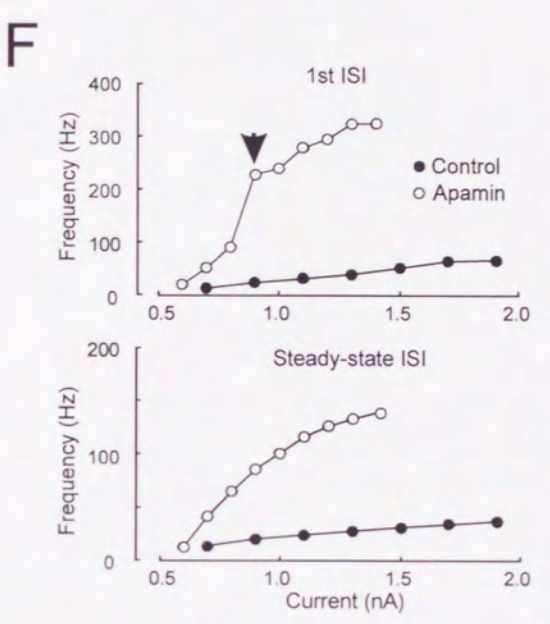 F
1st ISI
400
300
200
100
0
Frequency (Hz)
Control
Apamin
0.5 1.0 1.5 2.0
Steady-state ISI
200
100
0
Frequency (Hz)
0.5 1.0 1.5 2.0
Current (nA)